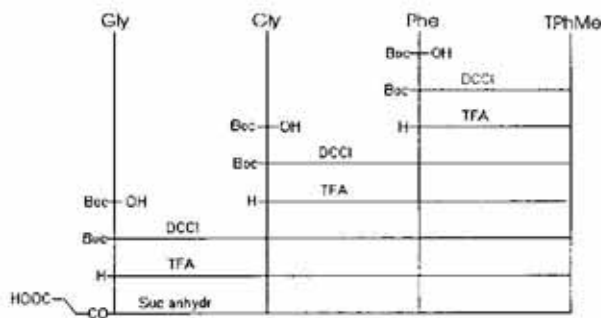 Gly Gly Phe TPhMe
Boc OH
DCCI
Boc
H TFA
Boc OH
DCCI
Boc
H TFA
Boc OH
DCCI
Boc
TFA
H
HOOC CO Suc anhydr